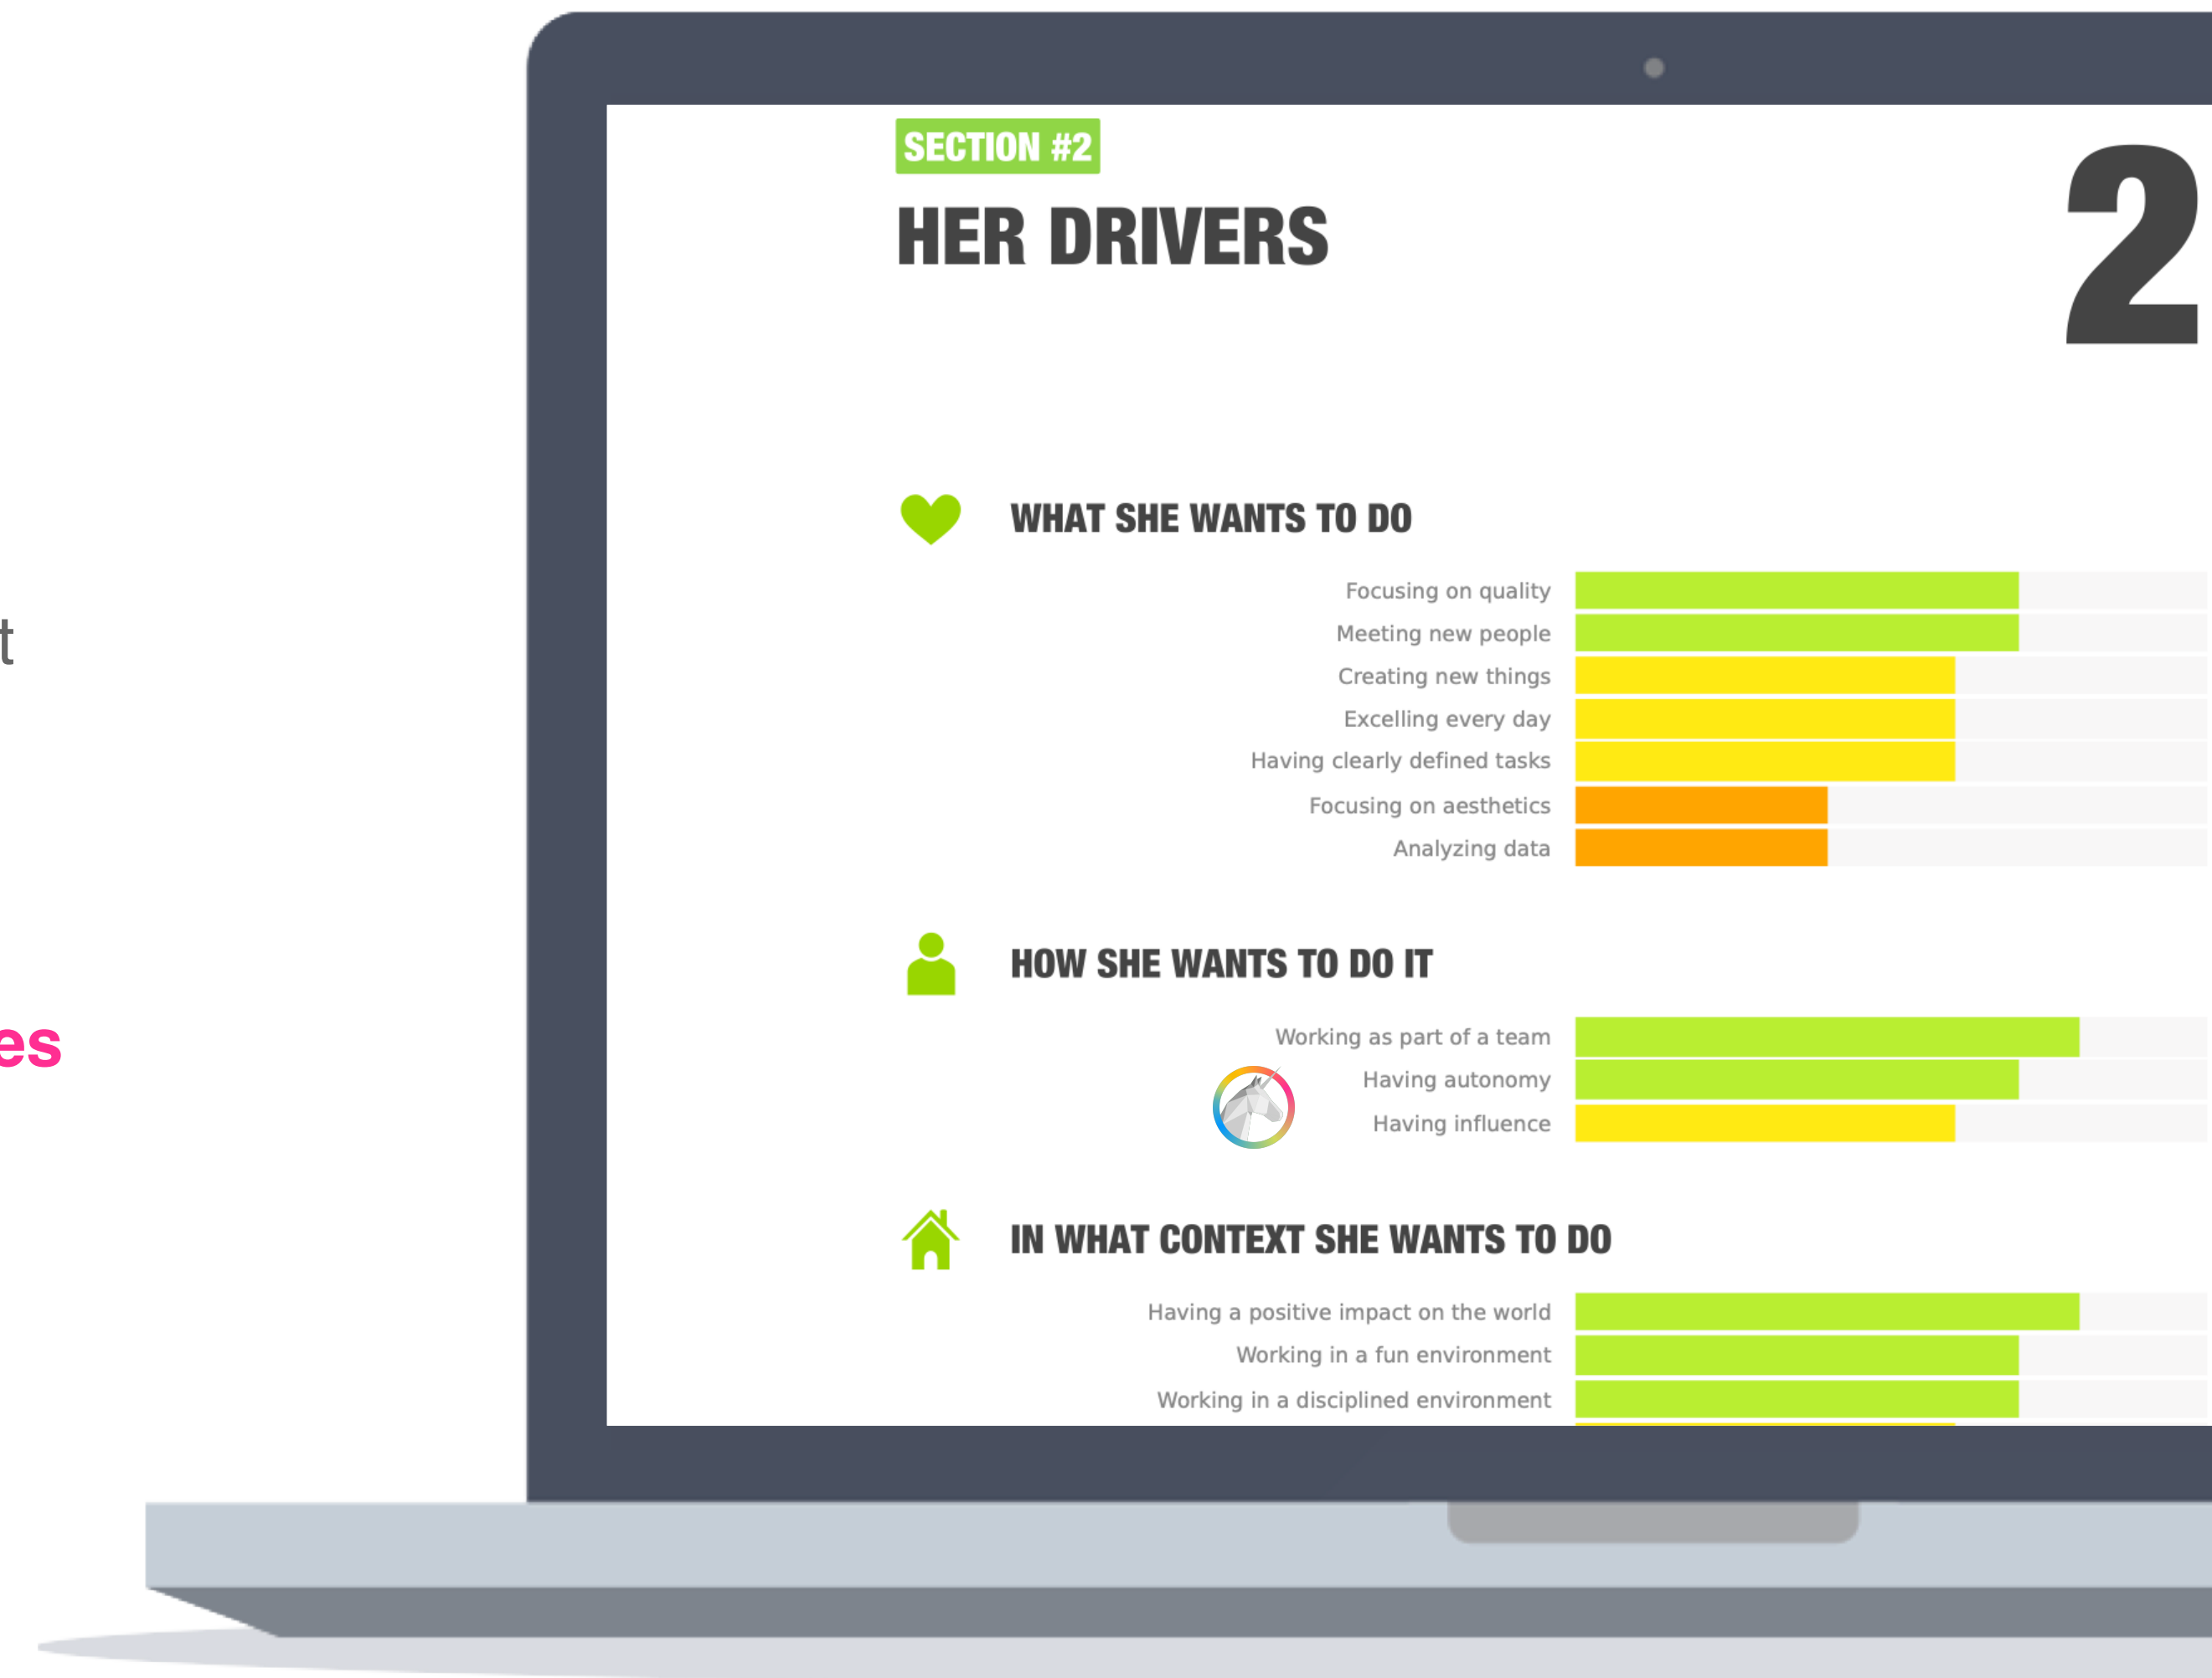 SECTION #2
2
HER DRIVERS
WHAT SHE WANTS TO DO
Focusing on quality
Meeting new people
t
Creating new things
Excelling every day
Having clearly defined tasks
Focusing on aesthetics
Analyzing data
HOW SHE WANTS TO DO IT
Working as part of a team
es
Having autonomy
Having influence
IN WHAT CONTEXT SHE WANTS TO DO
Having a positive impact on the world
Working in a fun environment
Working in a disciplined environment